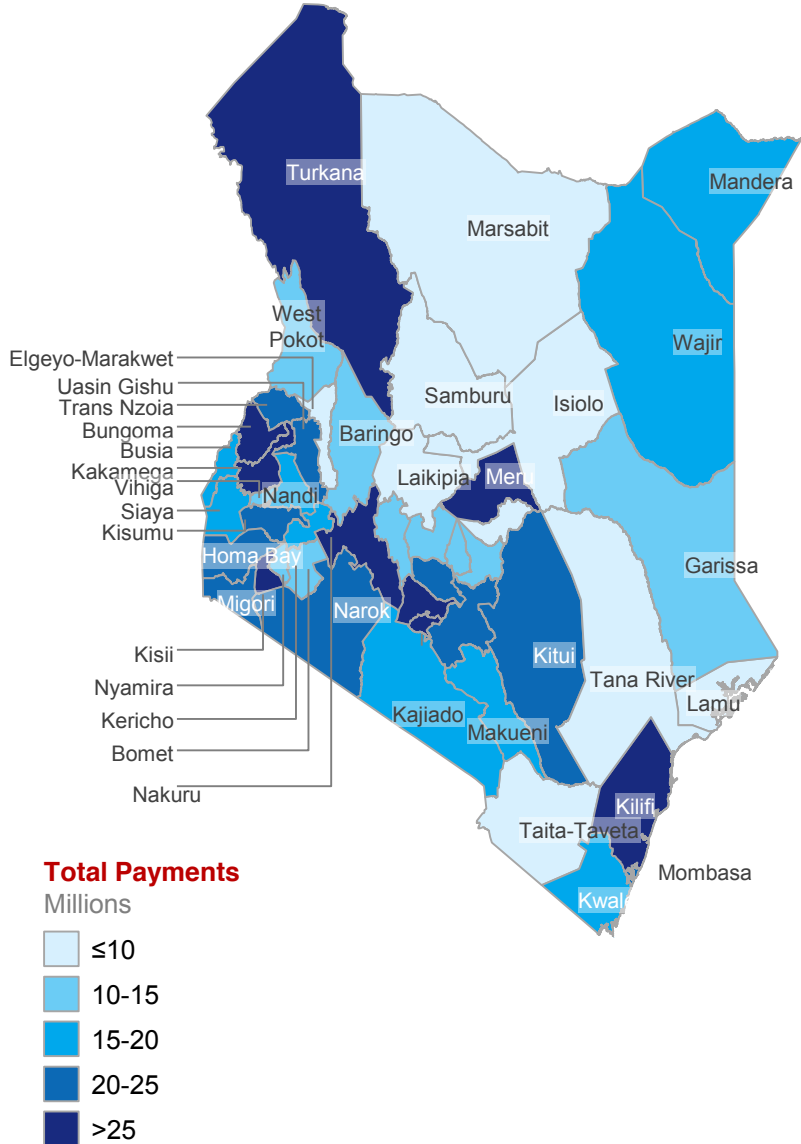 Turkana
Mandera
Marsabit
West
Pokot
Wajir
Elgeyo-Marakwet
Uasin Gishu
Trans Nzoia
Bungoma
Busia
Kakamega
Vihiga
Siaya
Kisumu
Samburu
Isiolo
Baringo
Laikipia
Meru
Nandi
Homa Bay
Garissa
Migori
Narok
Kisii
Nyamira
Kericho
Bomet
Nakuru
Kitui
Tana River
Lamu
Kajiado
Makueni
Kilifi
Taita-Taveta
Mombasa
Kwale
Total Payments
Millions
≤10
10-15
15-20
20-25
>25